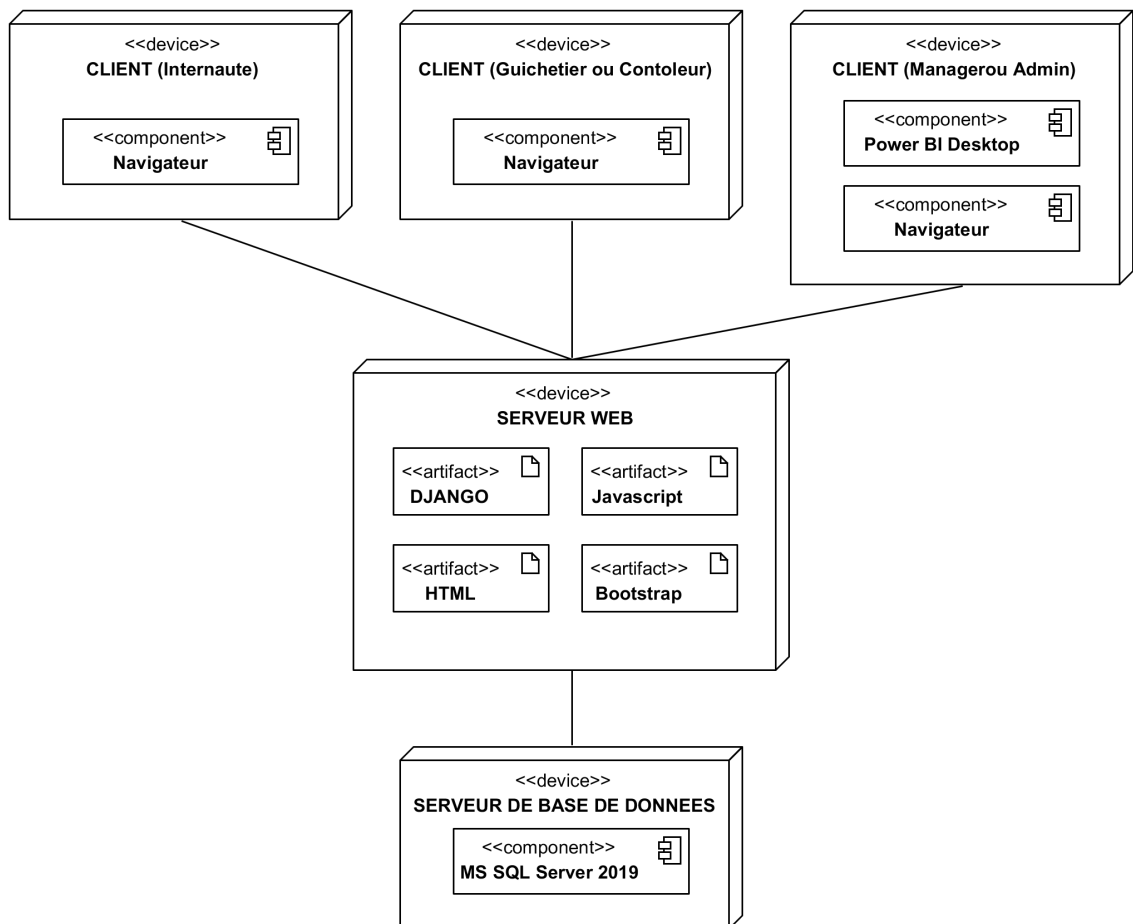 <<device>>
CLIENT (Internaute)
<<component>>
Navigateur
<<device>>
CLIENT (Guichetier ou Contoleur)
<<component>>
Navigateur
<<device>>
CLIENT (Managerou Admin)
<<component>>
Power BI Desktop
<<component>>
Navigateur
<<device>>
SERVEUR WEB
<<artifact>>
DJANGO
<<artifact>>
Javascript
<<artifact>>
HTML
<<artifact>>
Bootstrap
<<device>>
SERVEUR DE BASE DE DONNEES
<<component>>
MS SQL Server 2019